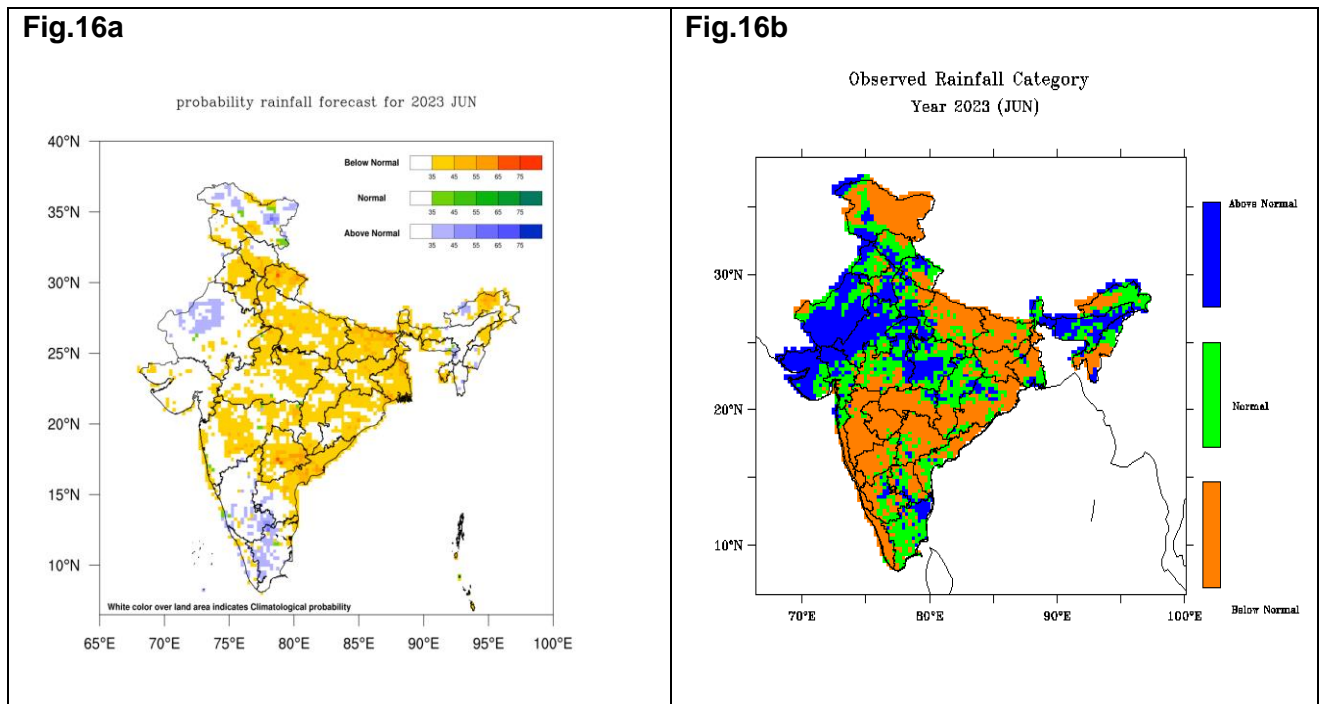 Fig.16a
probability rainfall forecast for 2023 JUN
40°N
35°N
30°N
25°N
20°N
15°N
10°N
65°E 70°E 75°E 80°E 85°E 90°E 95°E 100°E
Below Normal
35 45 55 65 75
Normal
35 45 55 65 75
Above Normal
35 45 55 65 75
White color over land area indicates Climatological probability
Fig.16b
Observed Rainfall Category
Year 2023 (JUN)
30°N
20°N
10°N
70°E 80°E 90°E 100°E
Above Normal
Normal
Below Normal